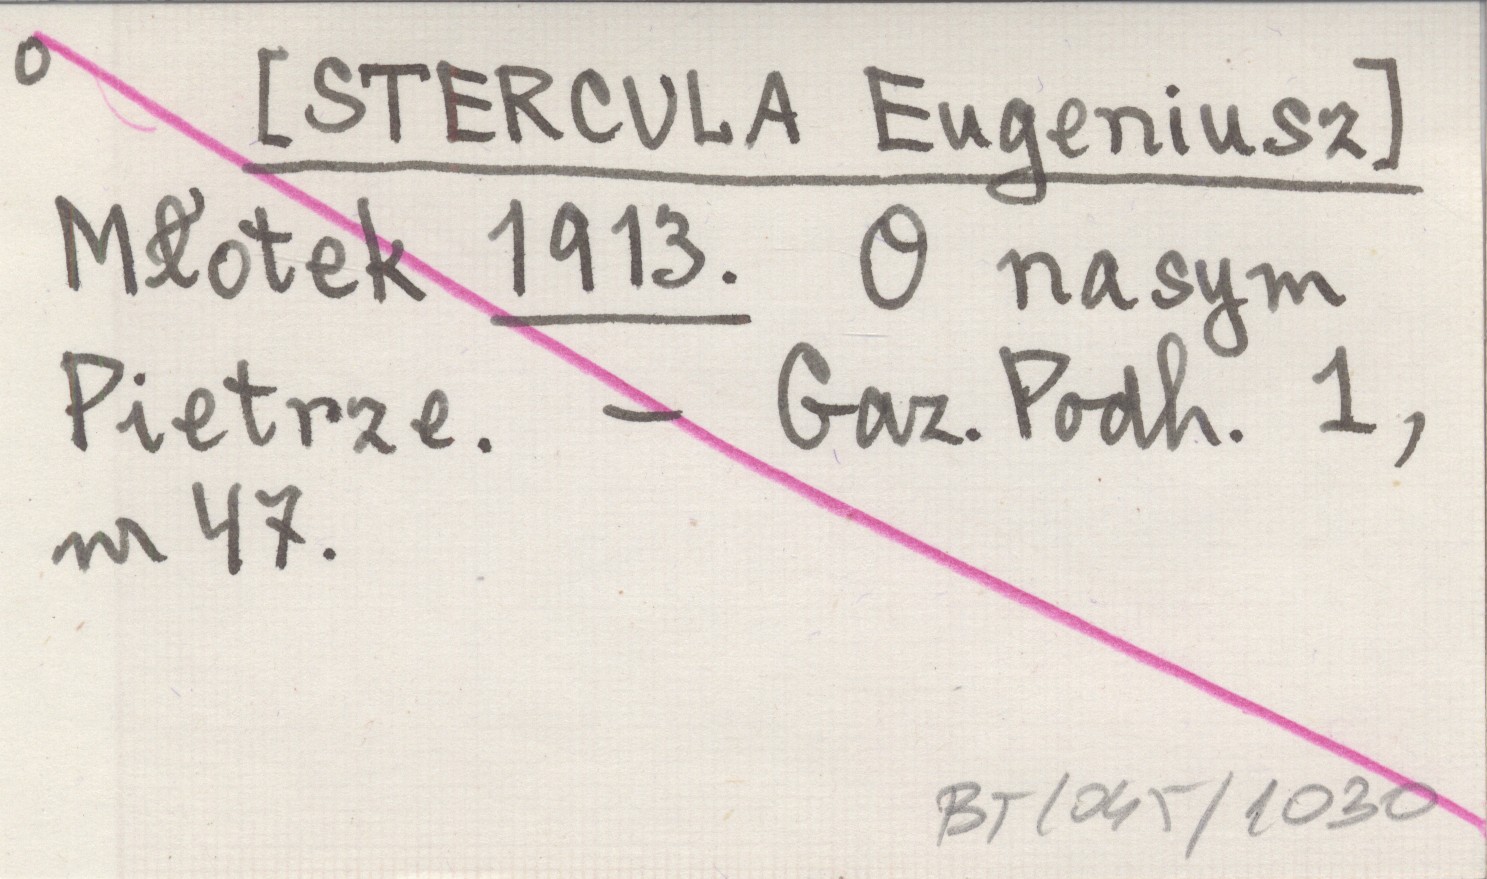 o
[STERCULA Eugeniusz]
Młotek 1913. O nasym
Pietrze. — Gaz. Podh. 1,
nr 47.
BT/045/1030